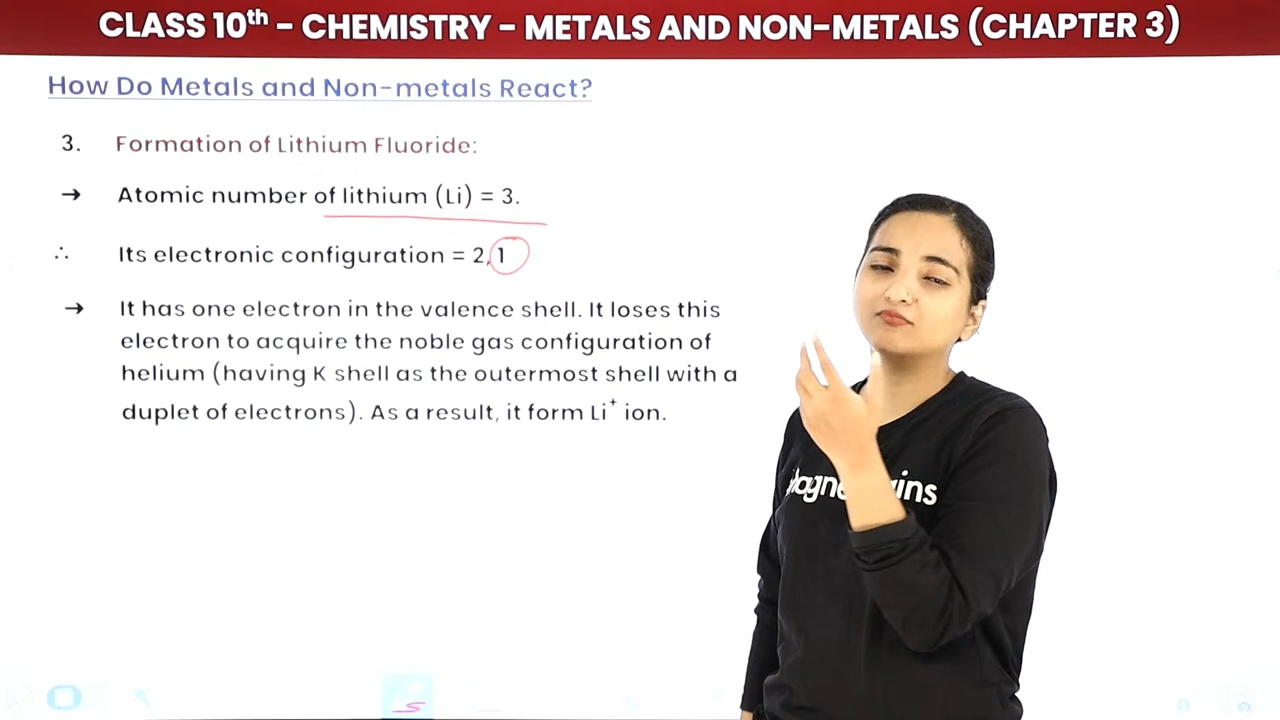 CLASS 10th - CHEMISTRY - METALS AND NON-METALS (CHAPTER 3)
How Do Metals and Non-metals React?
3. Formation of Lithium Fluoride:
→ Atomic number of lithium (Li) = 3.
∴ Its electronic configuration = 2,1
→ It has one electron in the valence shell. It loses this
electron to acquire the noble gas configuration of
helium (having K shell as the outermost shell with a
duplet of electrons). As a result, it form Li⁺ ion.